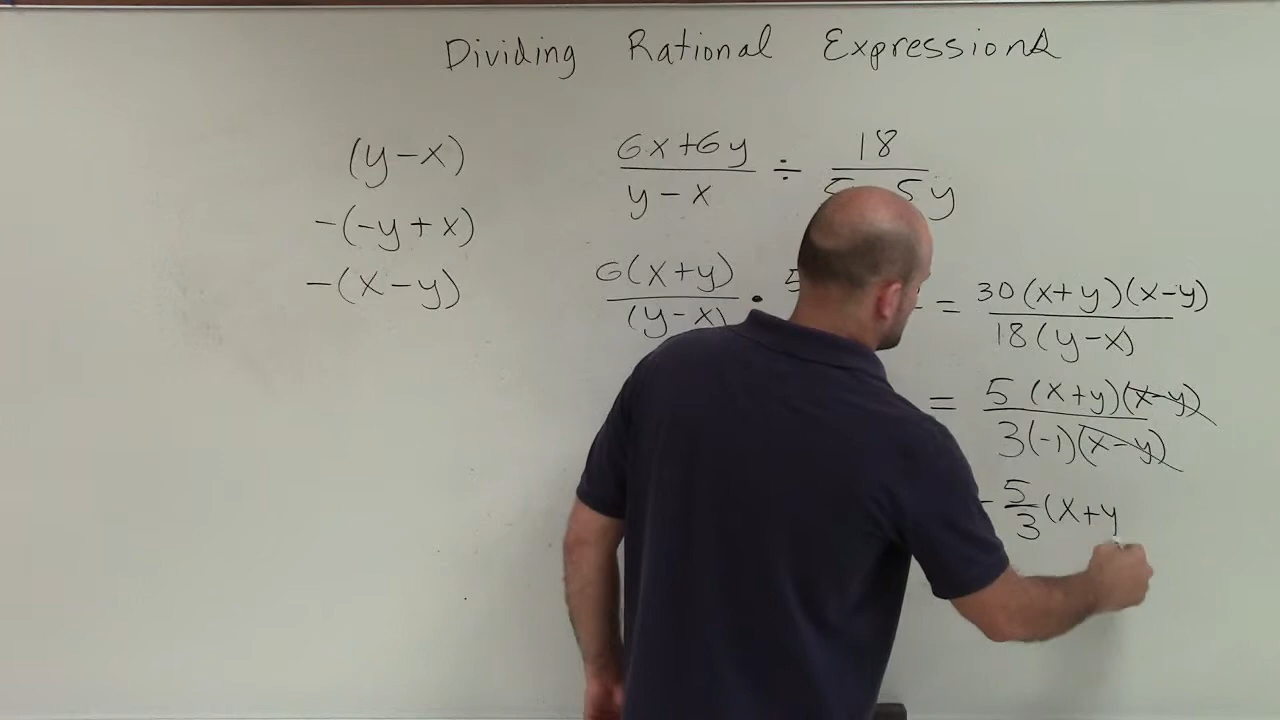 Dividing Rational Expressions
(y-x)
-(-y+x)
-(x-y)
6x+6y / y-x ÷ 18 / 5y
6(x+y) / (y-x) · 5 = 30(x+y)(x-y) / 18(y-x)
= 5(x+y)(x-y) / 3(-1)(x-y)
- 5/3 (x+y